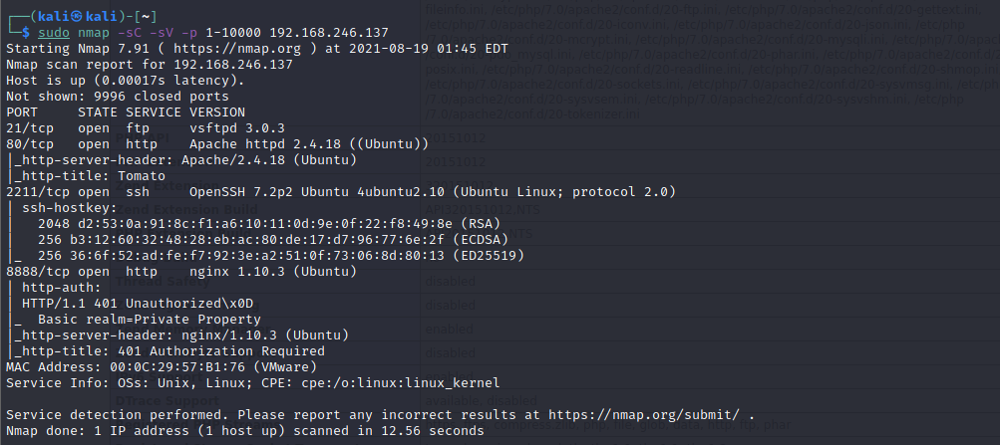 ┌──(kali㉿kali)-[~]
└─$ sudo nmap -sC -sV -p 1-10000 192.168.246.137
Starting Nmap 7.91 ( https://nmap.org ) at 2021-08-19 01:45 EDT
Nmap scan report for 192.168.246.137
Host is up (0.00017s latency).
Not shown: 9996 closed ports
PORT     STATE SERVICE VERSION
21/tcp   open  ftp     vsftpd 3.0.3
80/tcp   open  http    Apache httpd 2.4.18 ((Ubuntu))
|_http-server-header: Apache/2.4.18 (Ubuntu)
|_http-title: Tomato
2211/tcp open  ssh     OpenSSH 7.2p2 Ubuntu 4ubuntu2.10 (Ubuntu Linux; protocol 2.0)
| ssh-hostkey:
|   2048 d2:53:0a:91:8c:f1:a6:10:11:0d:9e:0f:22:f8:49:8e (RSA)
|   256 b3:12:60:32:48:28:eb:ac:80:de:17:d7:96:77:6e:2f (ECDSA)
|_  256 36:6f:52:ad:fe:f7:92:3e:a2:51:0f:73:06:8d:80:13 (ED25519)
8888/tcp open  http    nginx 1.10.3 (Ubuntu)
| http-auth:
| HTTP/1.1 401 Unauthorized\x0D
|_  Basic realm=Private Property
|_http-server-header: nginx/1.10.3 (Ubuntu)
|_http-title: 401 Authorization Required
MAC Address: 00:0C:29:57:B1:76 (VMware)
Service Info: OSs: Unix, Linux; CPE: cpe:/o:linux:linux_kernel

Service detection performed. Please report any incorrect results at https://nmap.org/submit/ .
Nmap done: 1 IP address (1 host up) scanned in 12.56 seconds